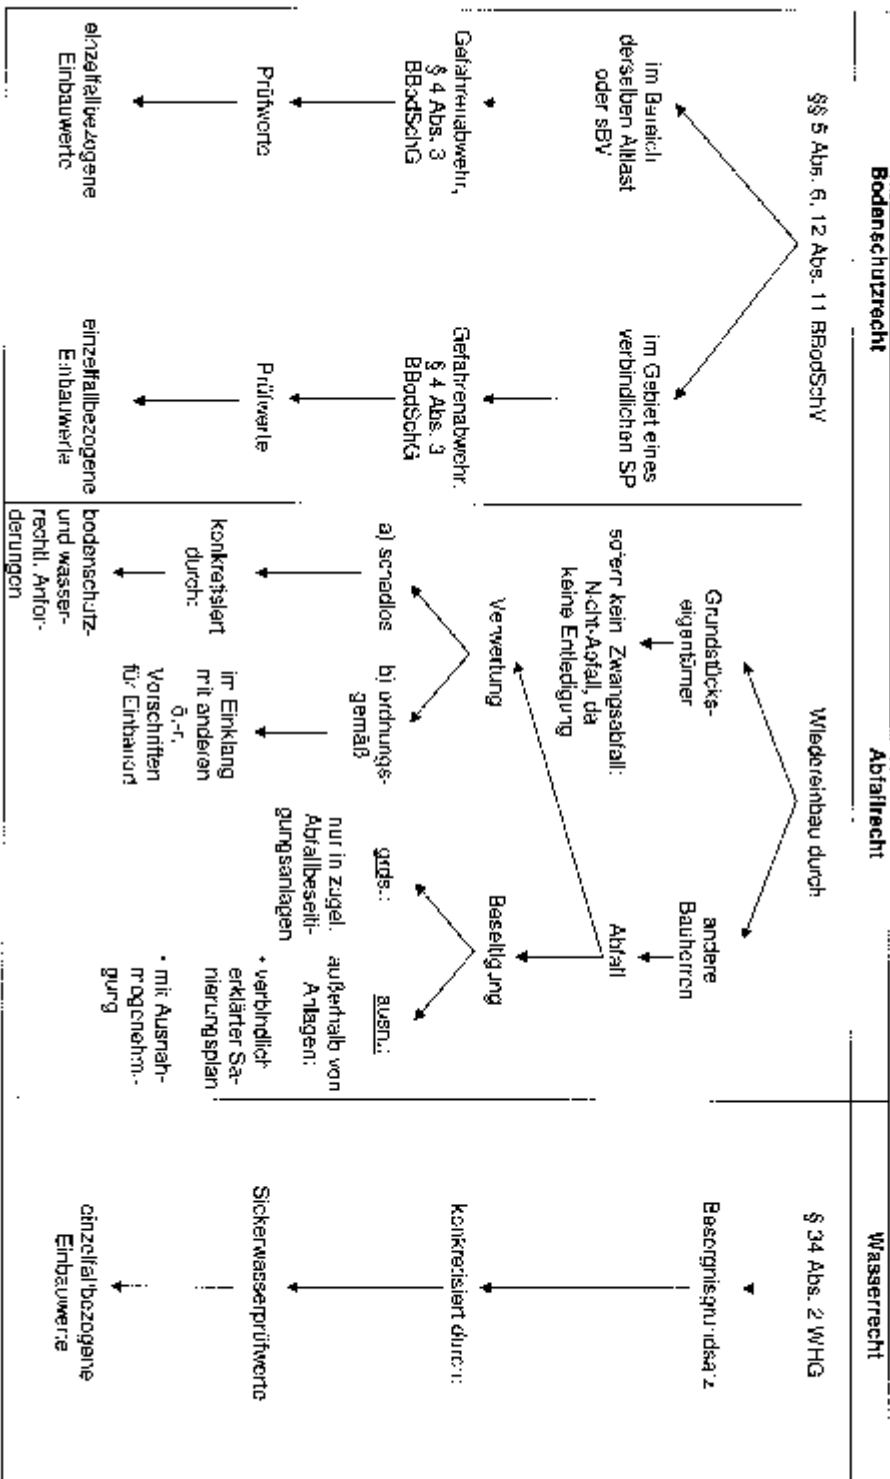 Bodenschutzrecht
§§ 5 Abs. 6, 12 Abs. 11 BBodSchV
im Bereich
derselben Altlast
oder sBV
Gefahrenabwehr,
§ 4 Abs. 3
BBodSchG
Prüfwerte
einzelfallbezogene
Einbauwerte
im Gebiet eines
verbindlichen SP
Gefahrenabwehr,
§ 4 Abs. 3
BBodSchG
Prüfwerte
einzelfallbezogene
Einbauwerte
Abfallrecht
Wiedereinbau durch
Grundstücks-
eigentümer
sofern kein Zwangsabfall:
Nicht-Abfall, da
keine Entledigung
andere
Bauherren
Abfall
Verwertung
a) schadlos
konkretisiert
durch:
bodenschutz-
und wasser-
rechtl. Anfor-
derungen
b) ordnungs-
gemäß
im Einklang
mit anderen
ö.-r.
Vorschriften
für Einbauort
Beseitigung
grds.:
nur in zugel.
Abfallbeseiti-
gungsanlagen
ausn.:
außerhalb von
Anlagen:
• verbindlich
erklärter Sa-
nierungsplan
• mit Ausnah-
megenehmi-
gung
Wasserrecht
§ 34 Abs. 2 WHG
Besorgnisgrundsatz
konkretisiert durch:
Sickerwasserprüfwerte
einzelfallbezogene
Einbauwerte